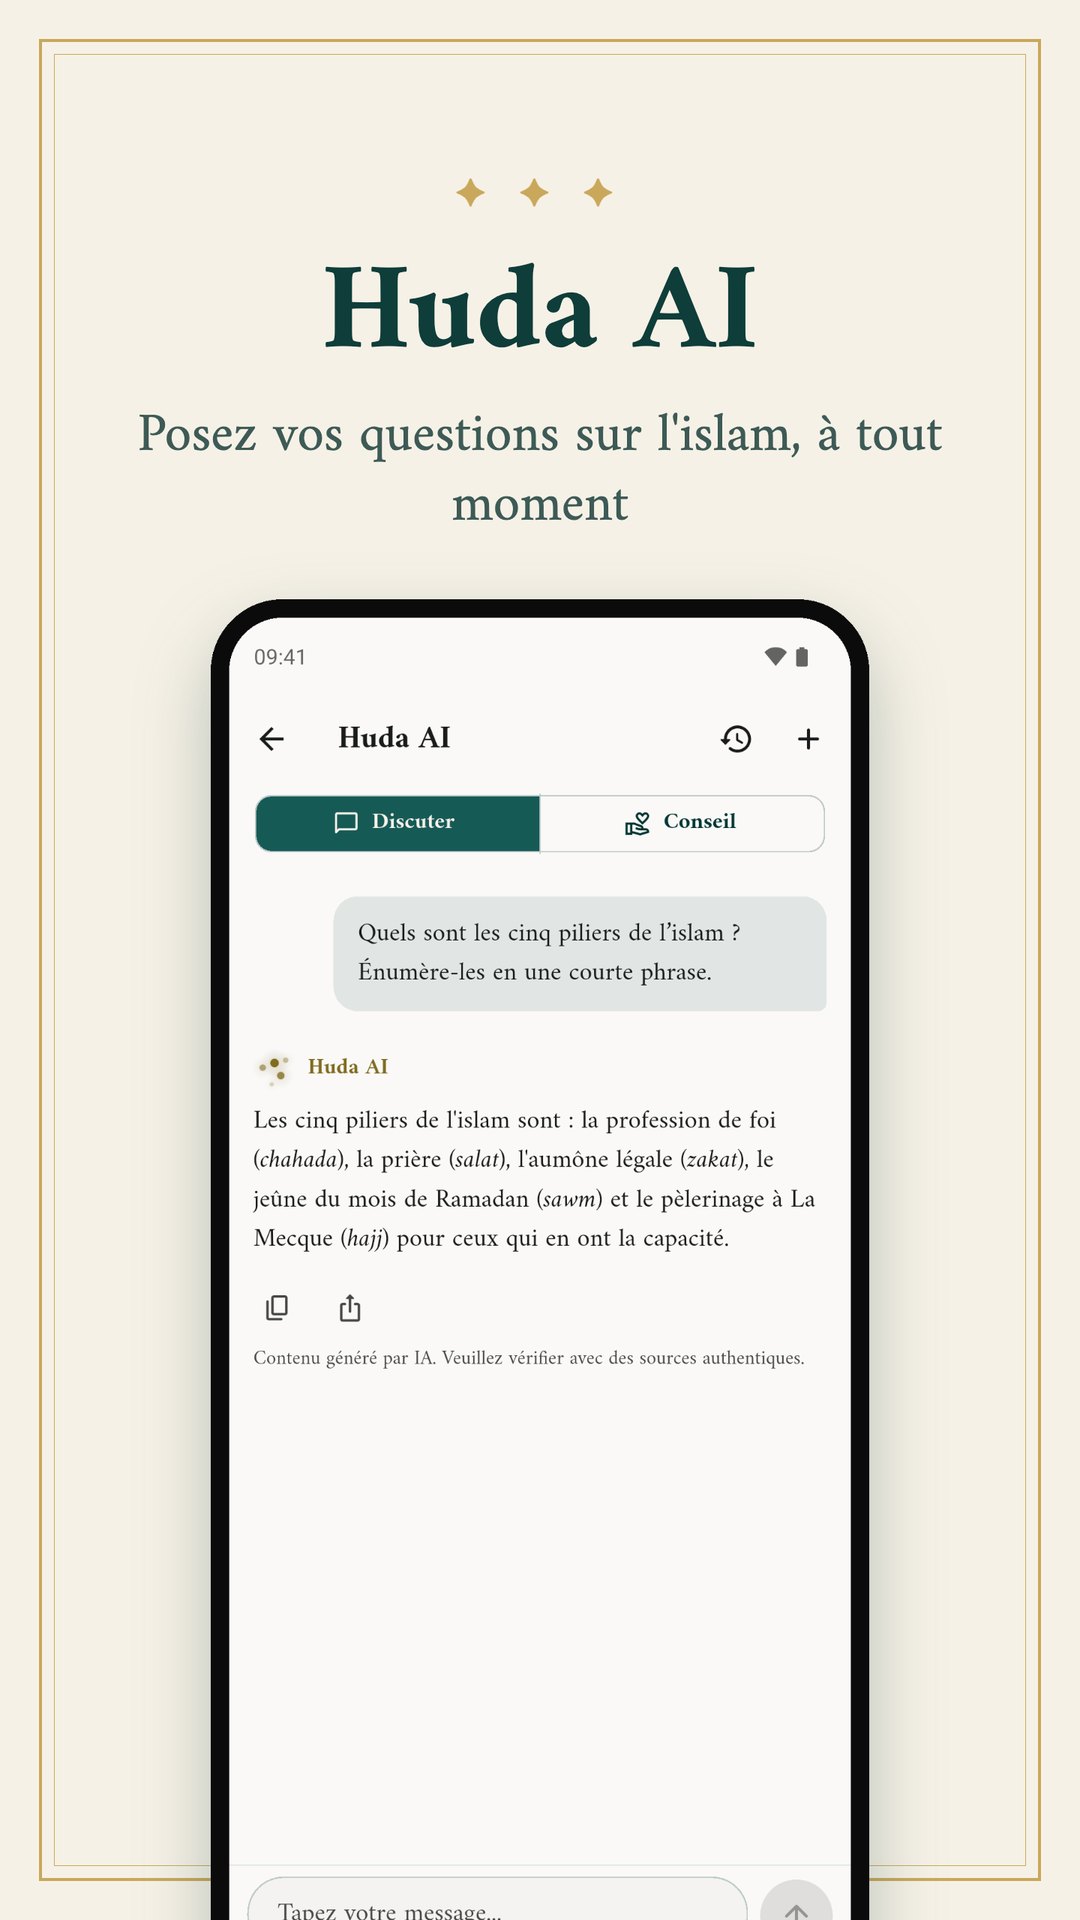 Huda AI
Posez vos questions sur l'islam, à tout
moment
09:41
Huda AI
Discuter
Conseil
Quels sont les cinq piliers de l’islam ?
Énumère-les en une courte phrase.
Huda AI
Les cinq piliers de l'islam sont : la profession de foi
(chahada), la prière (salat), l'aumône légale (zakat), le
jeûne du mois de Ramadan (sawm) et le pèlerinage à La
Mecque (hajj) pour ceux qui en ont la capacité.
Contenu généré par IA. Veuillez vérifier avec des sources authentiques.
Tapez votre message...